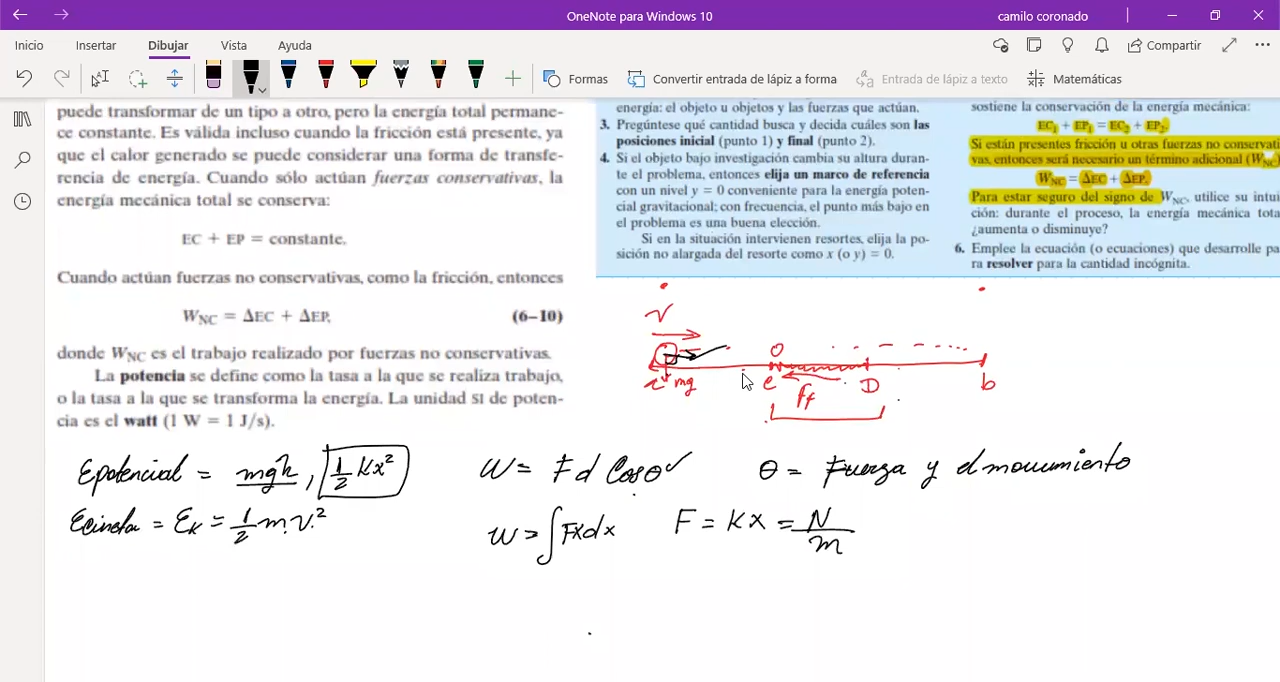 OneNote para Windows 10
camilo coronado
Inicio Insertar Dibujar Vista Ayuda
Compartir
Formas Convertir entrada de lápiz a forma Entrada de lápiz a texto Matemáticas
puede transformar de un tipo a otro, pero la energía total permane-
ce constante. Es válida incluso cuando la fricción está presente, ya
que el calor generado se puede considerar una forma de transfe-
rencia de energía. Cuando sólo actúan fuerzas conservativas, la
energía mecánica total se conserva:
EC + EP = constante.
Cuando actúan fuerzas no conservativas, como la fricción, entonces
WNC = ΔEC + ΔEP, (6–10)
donde WNC es el trabajo realizado por fuerzas no conservativas.
La potencia se define como la tasa a la que se realiza trabajo,
o la tasa a la que se transforma la energía. La unidad SI de poten-
cia es el watt (1 W = 1 J/s).
energía: el objeto u objetos y las fuerzas que actúan.
3. Pregúntese qué cantidad busca y decida cuáles son las
posiciones inicial (punto 1) y final (punto 2).
4. Si el objeto bajo investigación cambia su altura duran-
te el problema, entonces elija un marco de referencia
con un nivel y = 0 conveniente para la energía poten-
cial gravitacional; con frecuencia, el punto más bajo en
el problema es una buena elección.
Si en la situación intervienen resortes, elija la po-
sición no alargada del resorte como x (o y) = 0.
sostiene la conservación de la energía mecánica:
EC1 + EP1 = EC2 + EP2.
Si están presentes fricción u otras fuerzas no conservati-
vas, entonces será necesario un término adicional (WNC)
WNC = ΔEC + ΔEP.
Para estar seguro del signo de WNC, utilice su intui
ción: durante el proceso, la energía mecánica tota
¿aumenta o disminuye?
6. Emplee la ecuación (o ecuaciones) que desarrolle pa
ra resolver para la cantidad incógnita.
V
O
mg e ff D b
Epotencial = mgh, 1/2 Kx²
W = Fd Cosθ
θ = Fuerza y el movimiento
Ecinetica = EK = 1/2 m.v.²
W = ∫FXdx
F = KX = N/m